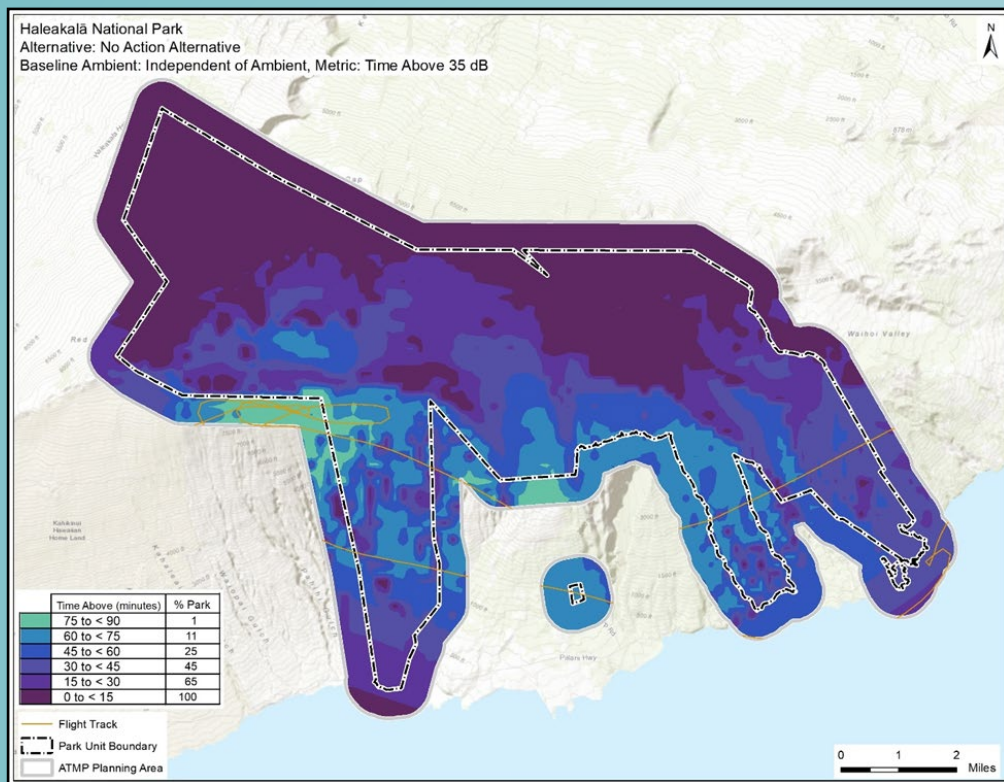 Haleakalā National Park
Alternative: No Action Alternative
Baseline Ambient: Independent of Ambient, Metric: Time Above 35 dB
N
Gap
Waihoi Valley
Red
Kahikinui
Hawaiian
Home Land
Piilani Hwy
Time Above (minutes) % Park
75 to < 90 1
60 to < 75 11
45 to < 60 25
30 to < 45 45
15 to < 30 65
0 to < 15 100
Flight Track
Park Unit Boundary
ATMP Planning Area
0 1 2
Miles